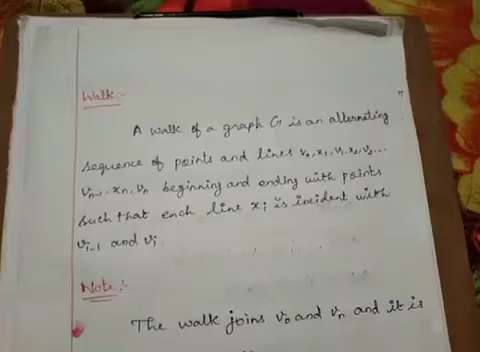 Walk:-
A walk of a graph G is an alternating
sequence of points and lines v₀, x₁, v₁, x₂, v₂...
vₙ₋₁, xₙ, vₙ beginning and ending with points
such that each line xᵢ is incident with
vᵢ₋₁ and vᵢ.
Note:-
The walk joins v₀ and vₙ and it is